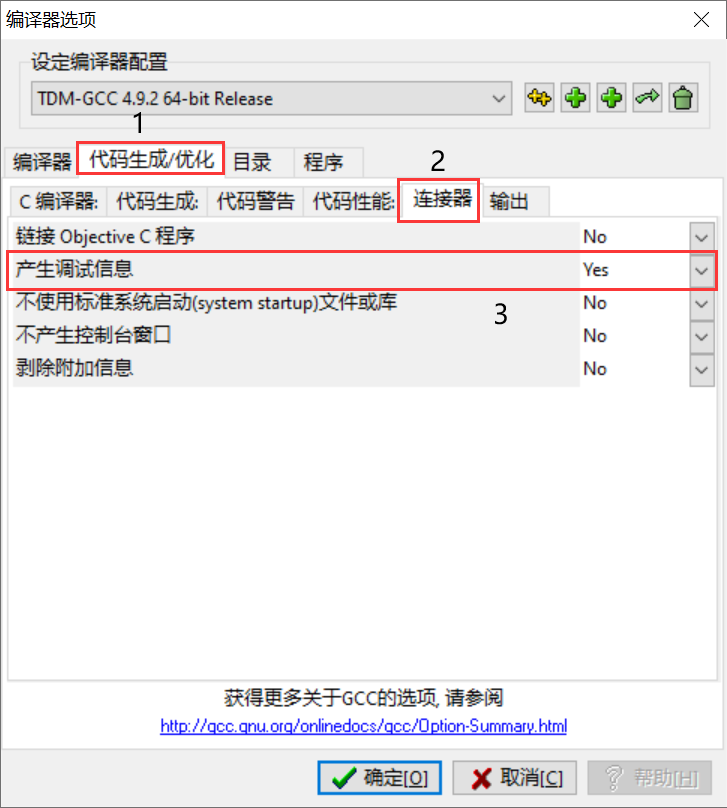 编译器选项
设定编译器配置
TDM-GCC 4.9.2 64-bit Release
1
编译器 代码生成/优化 目录 程序
2
C 编译器: 代码生成: 代码警告 代码性能: 连接器 输出
链接 Objective C 程序 No
产生调试信息 Yes
不使用标准系统启动(system startup)文件或库 No
3
不产生控制台窗口 No
剥除附加信息 No
获得更多关于GCC的选项, 请参阅
http://gcc.gnu.org/onlinedocs/gcc/Option-Summary.html
确定[O] 取消[C] 帮助[H]